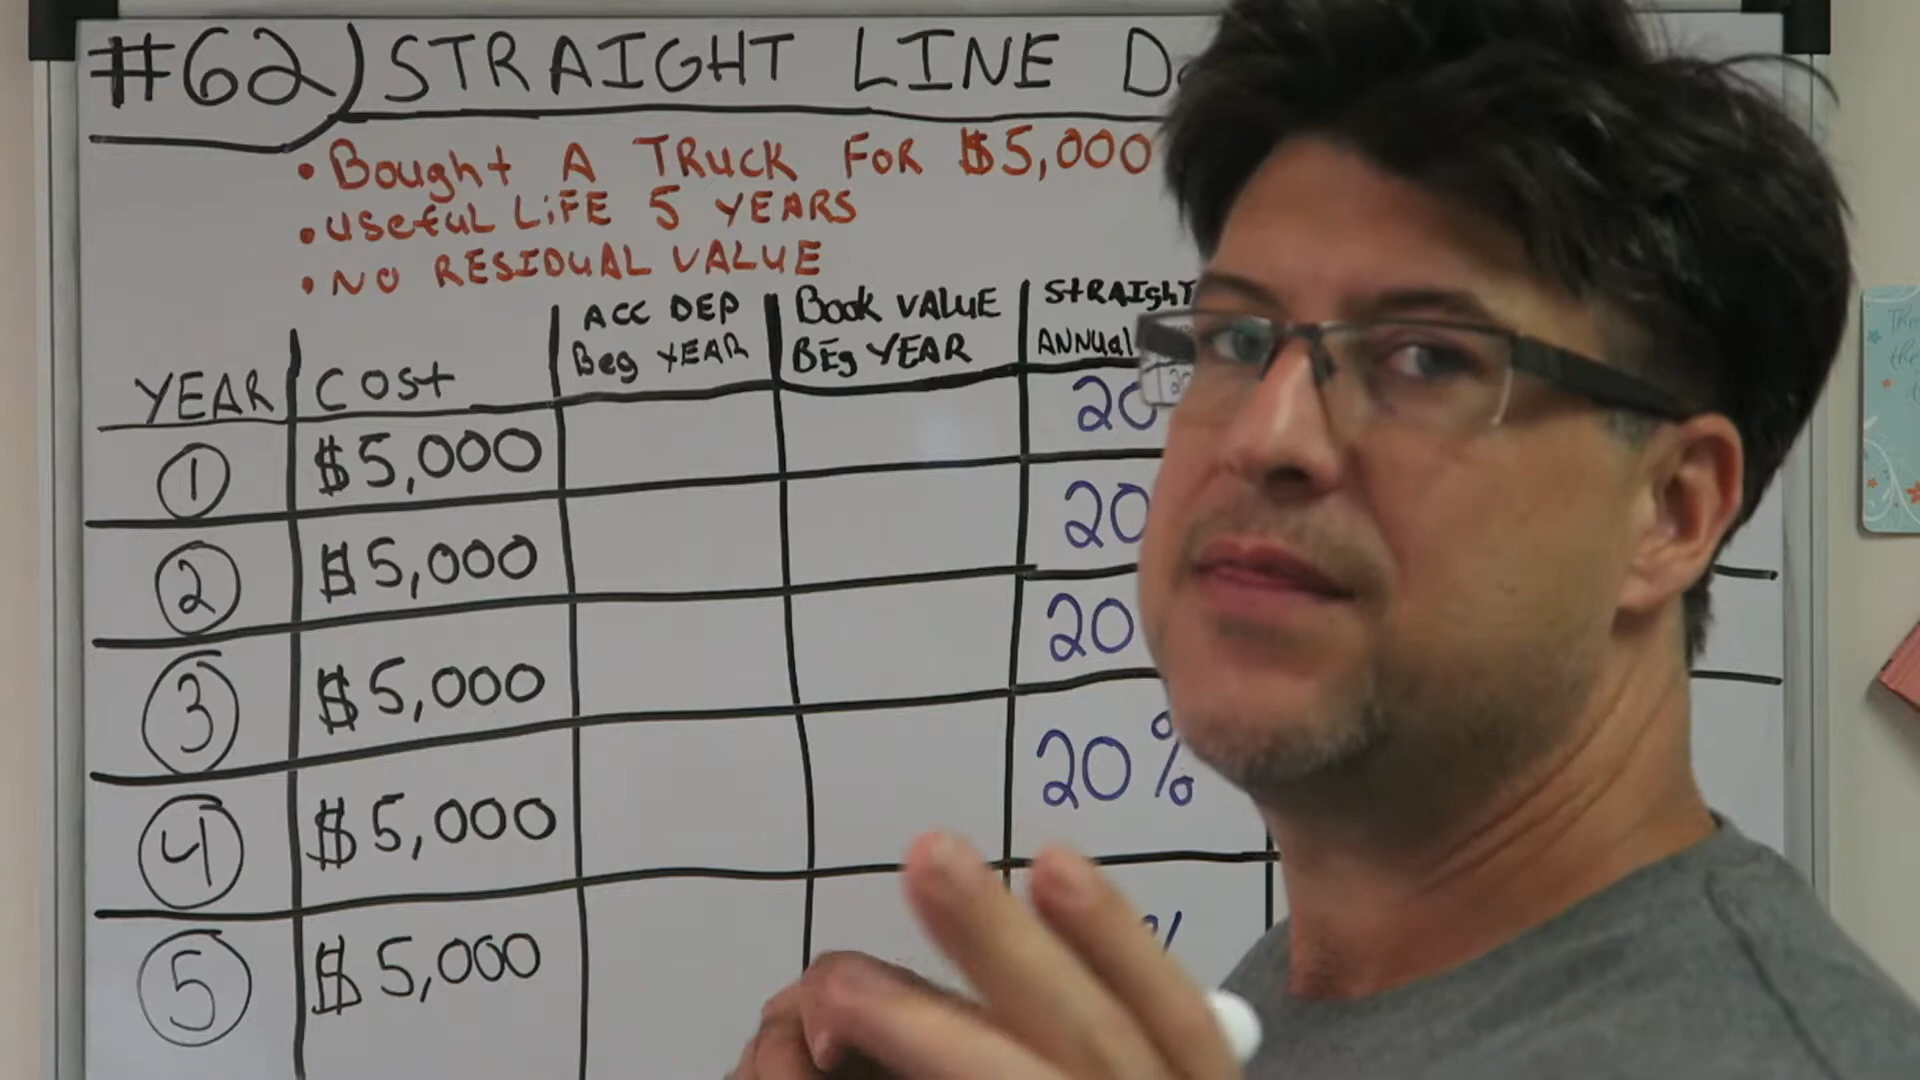 #62) STRAIGHT LINE D
• Bought A TRUCK FOR $5,000
• useful LiFE 5 YEARS
• NO RESIDUAL VALUE
YEAR COSt ACC DEP Beg YEAR Book VALUE BEg YEAR StRAIghT ANNUal
1 $5,000 20
2 $5,000 20
3 $5,000 20
4 $5,000 20%
5 $5,000 %